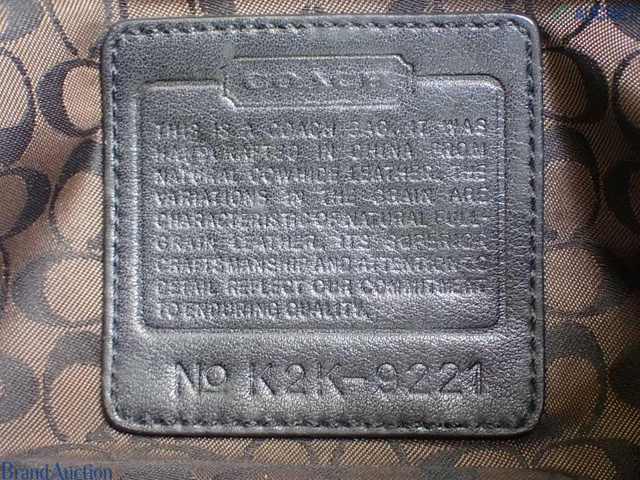 COACH
THIS IS A COACH BAG. IT WAS
HANDCRAFTED IN CHINA FROM
NATURAL COWHIDE LEATHER. THE
VARIATIONS IN THE GRAIN ARE
CHARACTERISTIC OF NATURAL FULL
GRAIN LEATHER. ITS SUPERIOR
CRAFTSMANSHIP AND ATTENTION TO
DETAIL REFLECT OUR COMMITMENT
TO ENDURING QUALITY.
No K2K-9221
BrandAuction